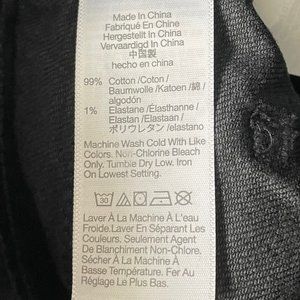 Made In China
Fabriqué En Chine
Hergestellt In China
Vervaardigd In China
中国製
hecho en china
99% Cotton /Coton /
Baumwolle /Katoen / 綿 /
algodón
1% Elastane /Élasthanne /
Elastan /Elastaan /
ポリウレタン /elastano
Machine Wash Cold With Like
Colors. Non-Chlorine Bleach
Only. Tumble Dry Low. Iron
On Lowest Setting.
30
Laver À La Machine À L'eau
Froide.Laver En Séparant Les
Couleurs. Seulement Agent
De Blanchiment Non-Chlore.
Sécher À La Machine À
Basse Température. Fer Au
Réglage Le Plus Bas.